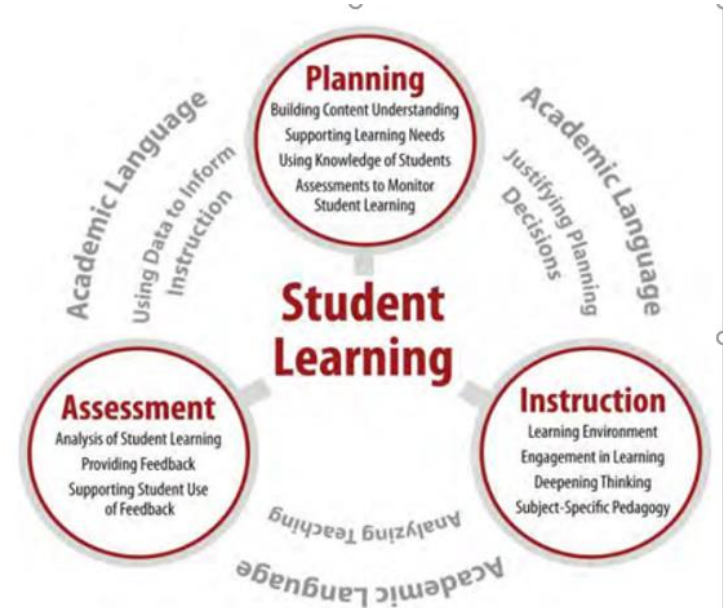 Planning
Building Content Understanding
Supporting Learning Needs
Using Knowledge of Students
Assessments to Monitor
Student Learning
Academic Language
Using Data to Inform
Instruction
Academic Language
Justifying Planning
Decisions
Student
Learning
Assessment
Analysis of Student Learning
Providing Feedback
Supporting Student Use
of Feedback
Instruction
Learning Environment
Engagement in Learning
Deepening Thinking
Subject-Specific Pedagogy
Analyzing Teaching
Academic Language